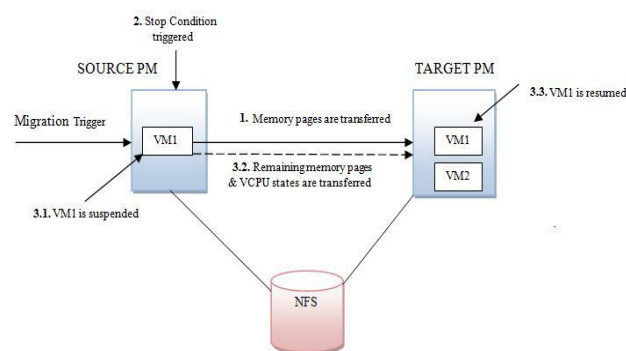 2. Stop Condition
triggered
SOURCE PM
TARGET PM
3.3. VM1 is resumed
Migration Trigger
1. Memory pages are transferred
VM1
VM1
3.2. Remaining memory pages
& VCPU states are transferred
VM2
3.1. VM1 is suspended
NFS